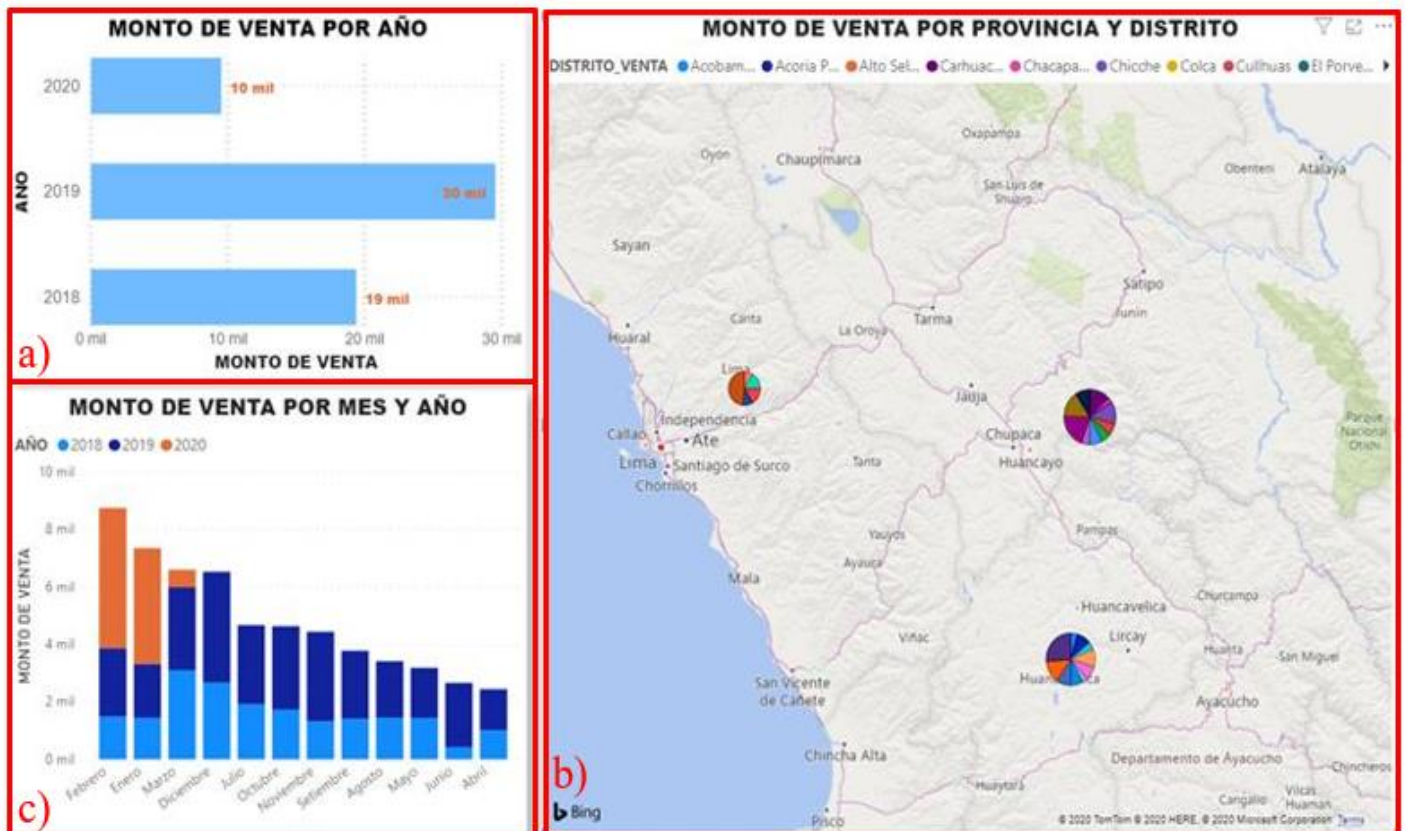 MONTO DE VENTA POR AÑO
2020
10 mil
AÑO
2019
30 mil
2018
19 mil
0 mil 10 mil 20 mil 30 mil
MONTO DE VENTA
a)
MONTO DE VENTA POR MES Y AÑO
AÑO 2018 2019 2020
10 mil
8 mil
6 mil
4 mil
2 mil
0 mil
MONTO DE VENTA
Febrero Enero Marzo Diciembre Julio Octubre Noviembre Setiembre Agosto Mayo Junio Abril
c)
MONTO DE VENTA POR PROVINCIA Y DISTRITO
DISTRITO_VENTA Acobam... Acoria P... Alto Sel... Carhuac... Chacapa... Chicche Colca Cullhuas El Porve...
Oxapampa
Oyon
Chaupimarca
Obenteni
Atalaya
San Luis de
Shuaro
Sayan
Satipo
Canta
Tarma
Junín
La Oroya
Huaral
Lima
Jauja
Independencia
Callao
Ate
Chupaca
Parque
Nacional
Otishi
Lima
Santiago de Surco
Tanta
Huancayo
Chorrillos
Yauyos
Pampas
Ayauca
Mala
Churcampa
Huancavelica
Viñac
Lircay
Huanta
San Miguel
San Vicente
de Cañete
Ayacucho
Chincha Alta
Departamento de Ayacucho
Chincheros
b)
Huaytará
Cangallo
Vilcas
Huaman
Bing
Pisco
© 2020 TomTom © 2020 HERE, © 2020 Microsoft Corporation Terms